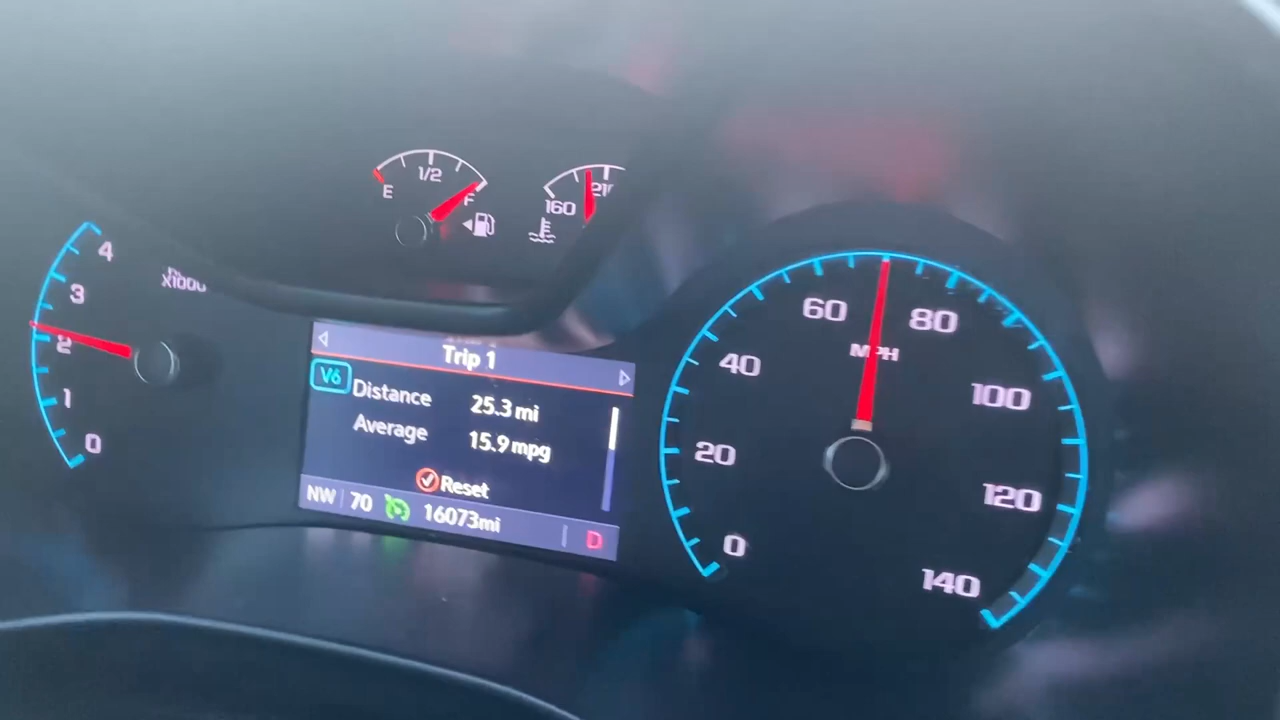 1/2
E
F
160
4
3
2
1
0
X1000
Trip 1
V6
Distance 25.3 mi
Average 15.9 mpg
Reset
NW 70 16073mi D
MPH
0
20
40
60
80
100
120
140